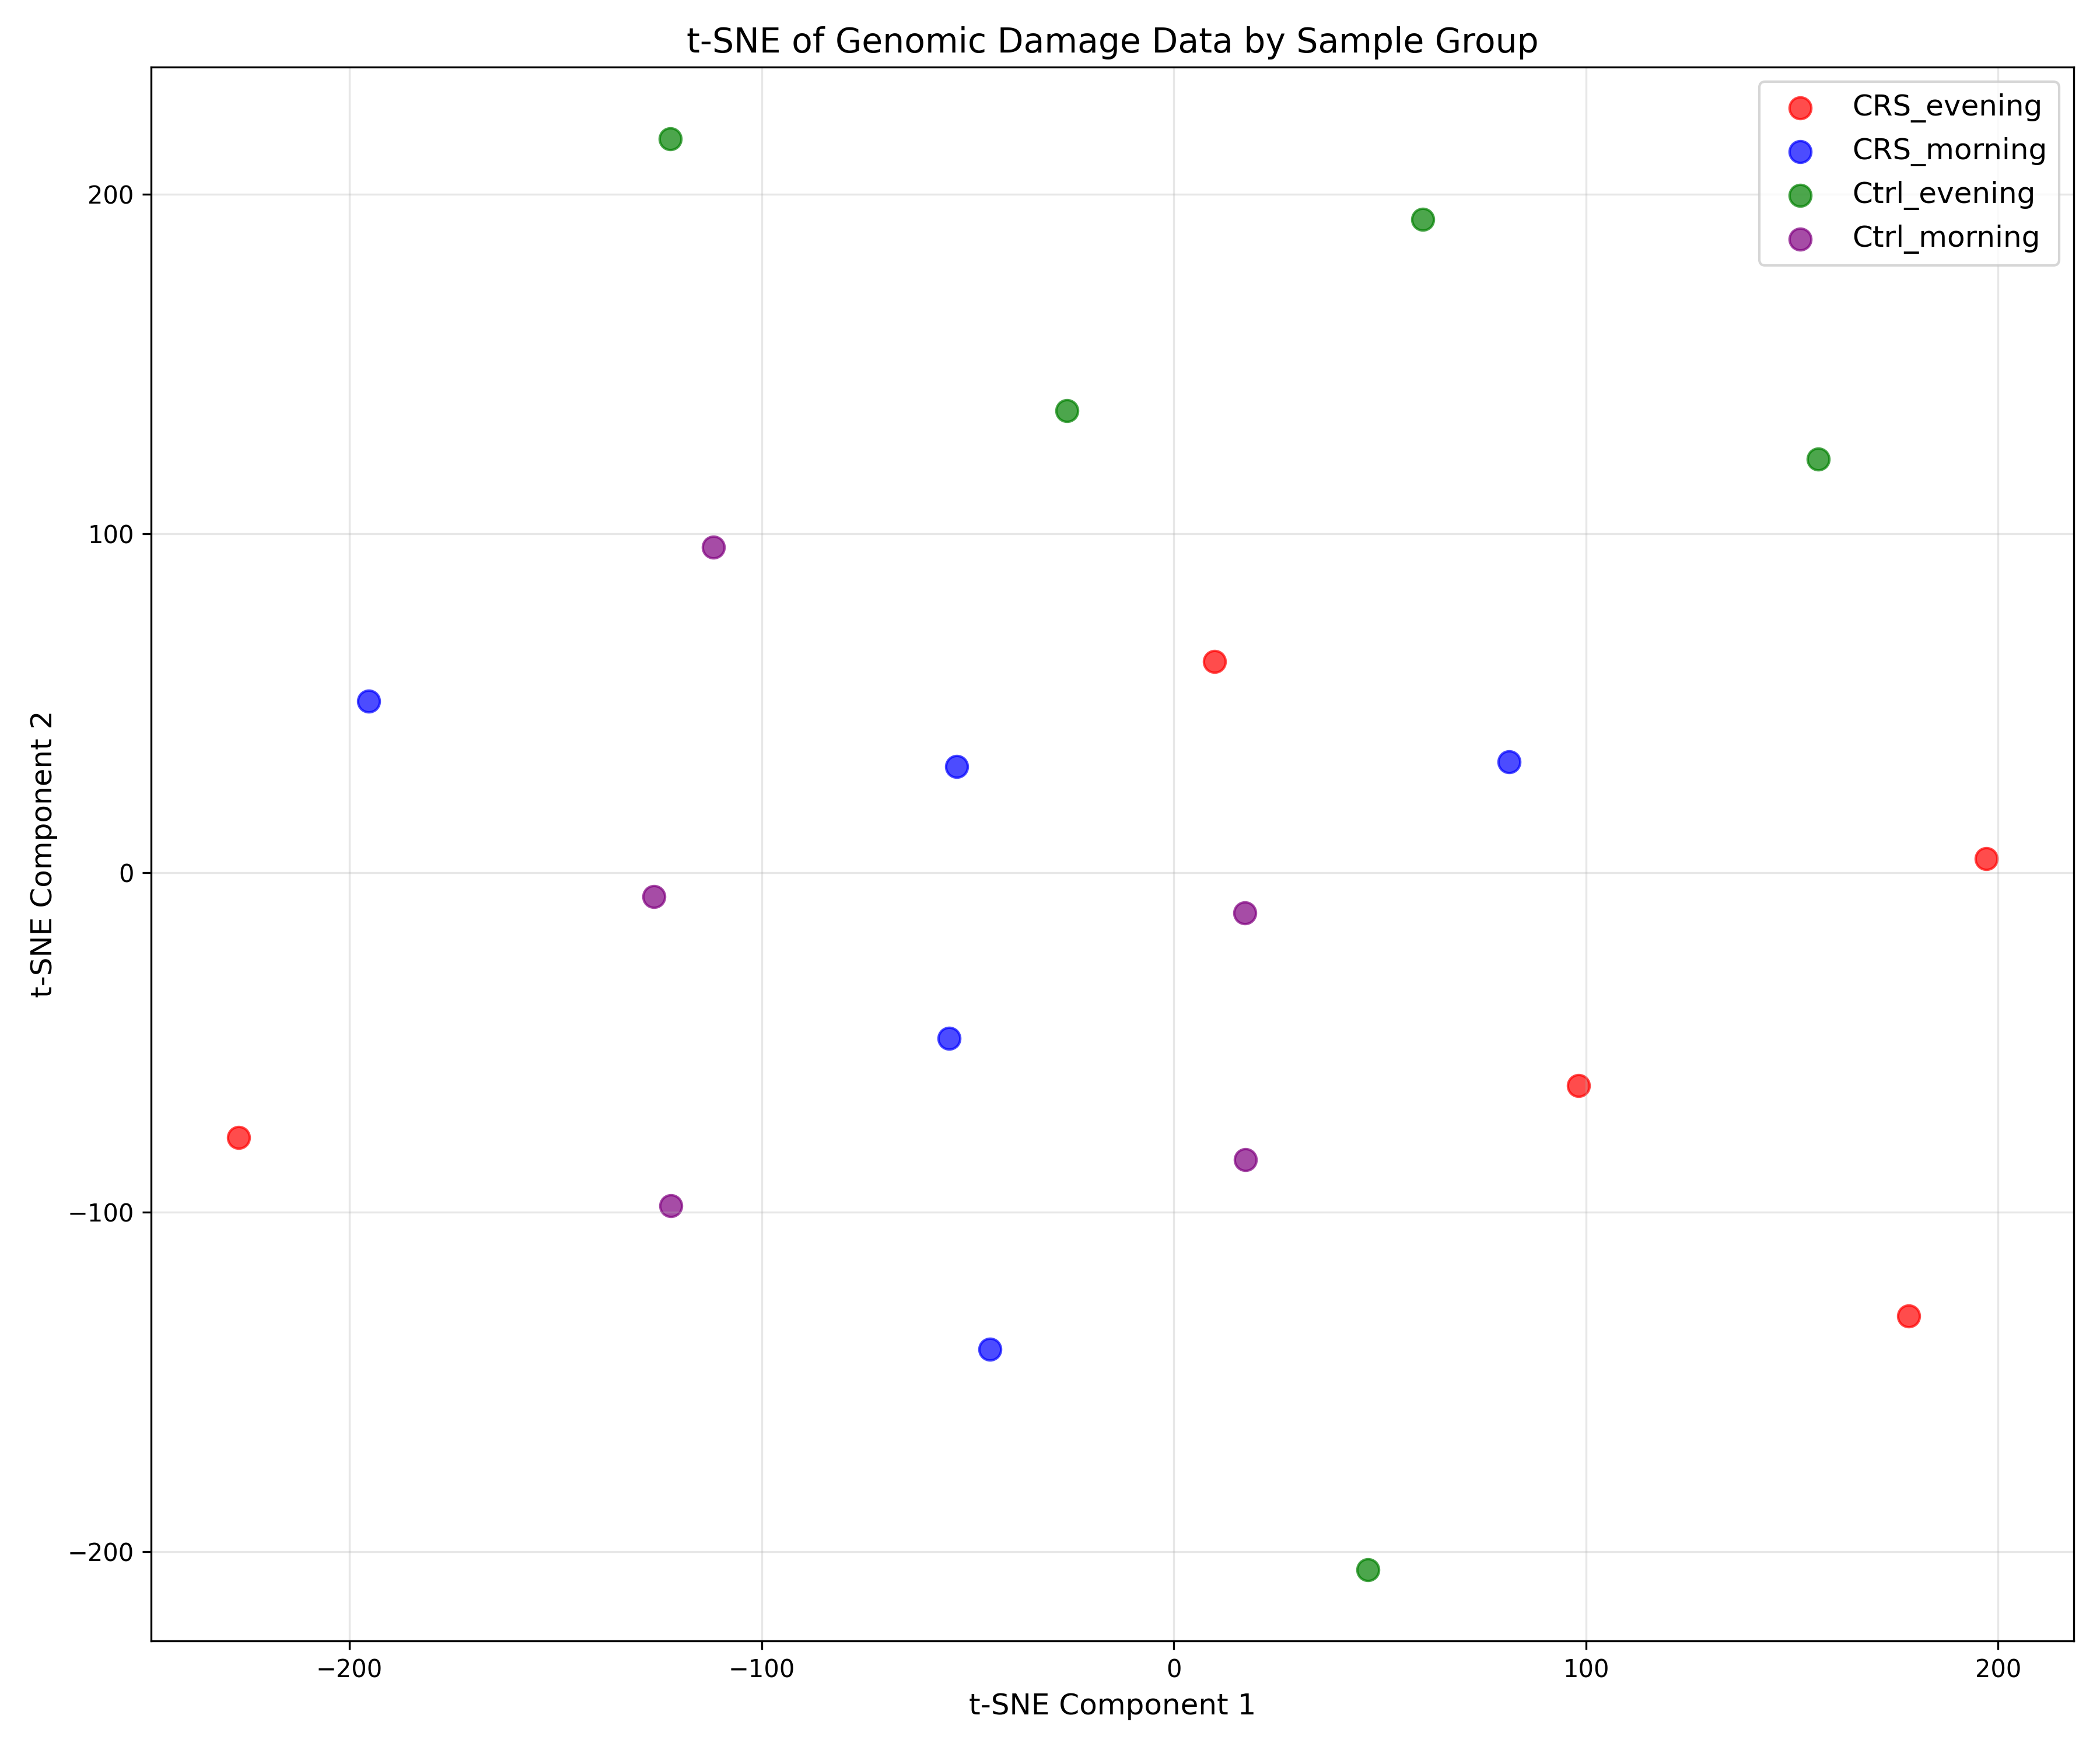 t-SNE of Genomic Damage Data by Sample Group
CRS_evening
CRS_morning
Ctrl_evening
Ctrl_morning
t-SNE Component 2
200
100
0
−100
−200
−200
−100
0
100
200
t-SNE Component 1